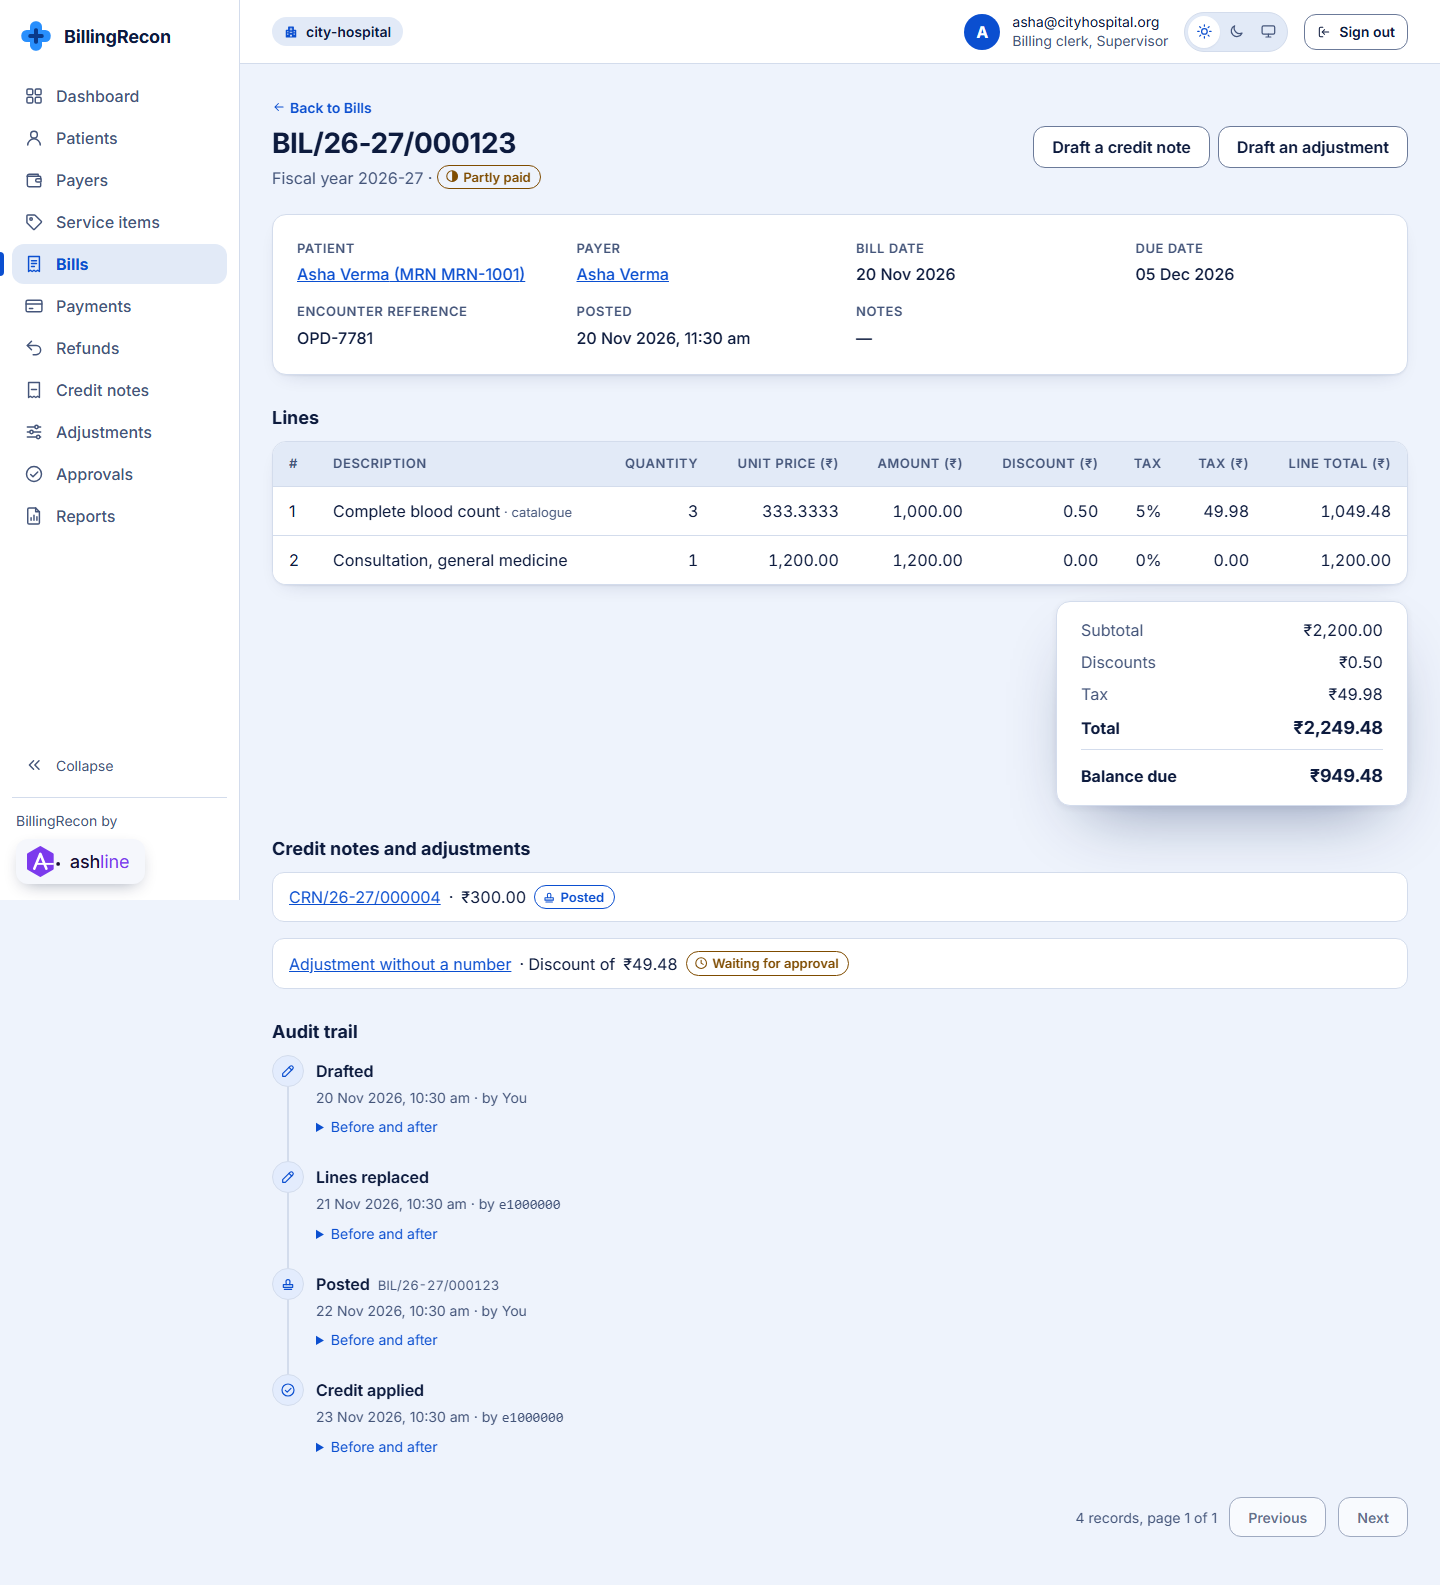 BillingRecon
Dashboard
Patients
Payers
Service items
Bills
Payments
Refunds
Credit notes
Adjustments
Approvals
Reports
Collapse
BillingRecon by
A ashline
city-hospital
A
asha@cityhospital.org
Billing clerk, Supervisor
Sign out
← Back to Bills
BIL/26-27/000123
Fiscal year 2026-27 · Partly paid
Draft a credit note
Draft an adjustment
PATIENT PAYER BILL DATE DUE DATE
Asha Verma (MRN MRN-1001) Asha Verma 20 Nov 2026 05 Dec 2026
ENCOUNTER REFERENCE POSTED NOTES
OPD-7781 20 Nov 2026, 11:30 am —
Lines
# DESCRIPTION QUANTITY UNIT PRICE (₹) AMOUNT (₹) DISCOUNT (₹) TAX TAX (₹) LINE TOTAL (₹)
1 Complete blood count · catalogue 3 333.3333 1,000.00 0.50 5% 49.98 1,049.48
2 Consultation, general medicine 1 1,200.00 1,200.00 0.00 0% 0.00 1,200.00
Subtotal ₹2,200.00
Discounts ₹0.50
Tax ₹49.98
Total ₹2,249.48
Balance due ₹949.48
Credit notes and adjustments
CRN/26-27/000004 · ₹300.00 Posted
Adjustment without a number · Discount of ₹49.48 Waiting for approval
Audit trail
Drafted
20 Nov 2026, 10:30 am · by You
▶ Before and after
Lines replaced
21 Nov 2026, 10:30 am · by e1000000
▶ Before and after
Posted BIL/26-27/000123
22 Nov 2026, 10:30 am · by You
▶ Before and after
Credit applied
23 Nov 2026, 10:30 am · by e1000000
▶ Before and after
4 records, page 1 of 1 Previous Next